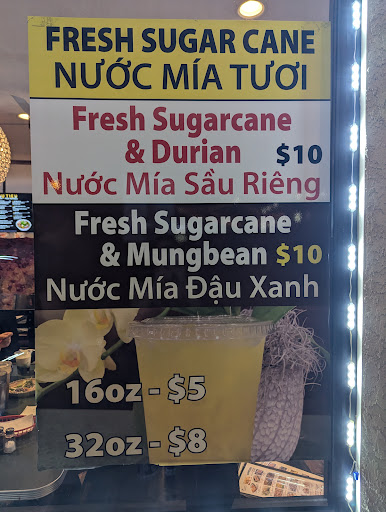 FRESH SUGAR CANE
NƯỚC MÍA TƯƠI
Fresh Sugarcane
& Durian $10
Nước Mía Sầu Riêng
Fresh Sugarcane
& Mungbean $10
Nước Mía Đậu Xanh
16oz - $5
32oz - $8